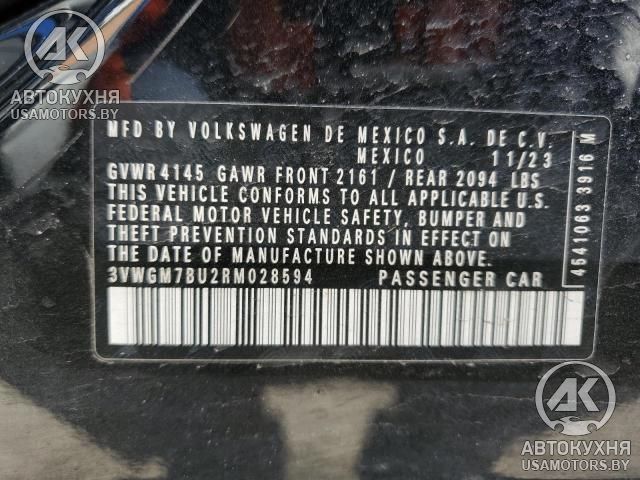 АК
АВТОКУХНЯ
USAMOTORS.BY
MFD BY VOLKSWAGEN DE MEXICO S.A. DE C.V.
MEXICO 11/23
GVWR 4145 GAWR FRONT 2161 / REAR 2094 LBS
THIS VEHICLE CONFORMS TO ALL APPLICABLE U.S.
FEDERAL MOTOR VEHICLE SAFETY, BUMPER AND
THEFT PREVENTION STANDARDS IN EFFECT ON
THE DATE OF MANUFACTURE SHOWN ABOVE.
3VWGM7BU2RM028594 PASSENGER CAR
4541063 3916 M
АК
АВТОКУХНЯ
USAMOTORS.BY